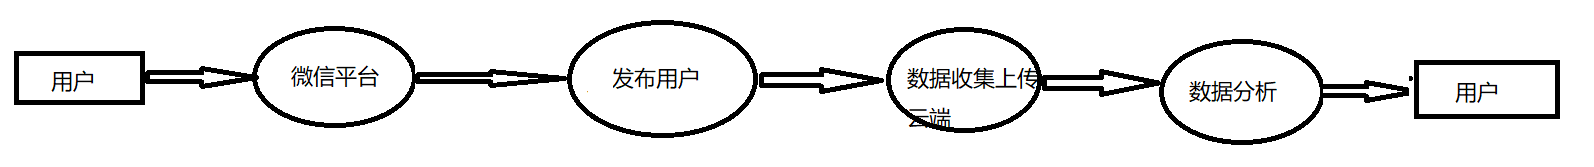 用户
微信平台
发布用户
数据收集上传
云端
数据分析
用户